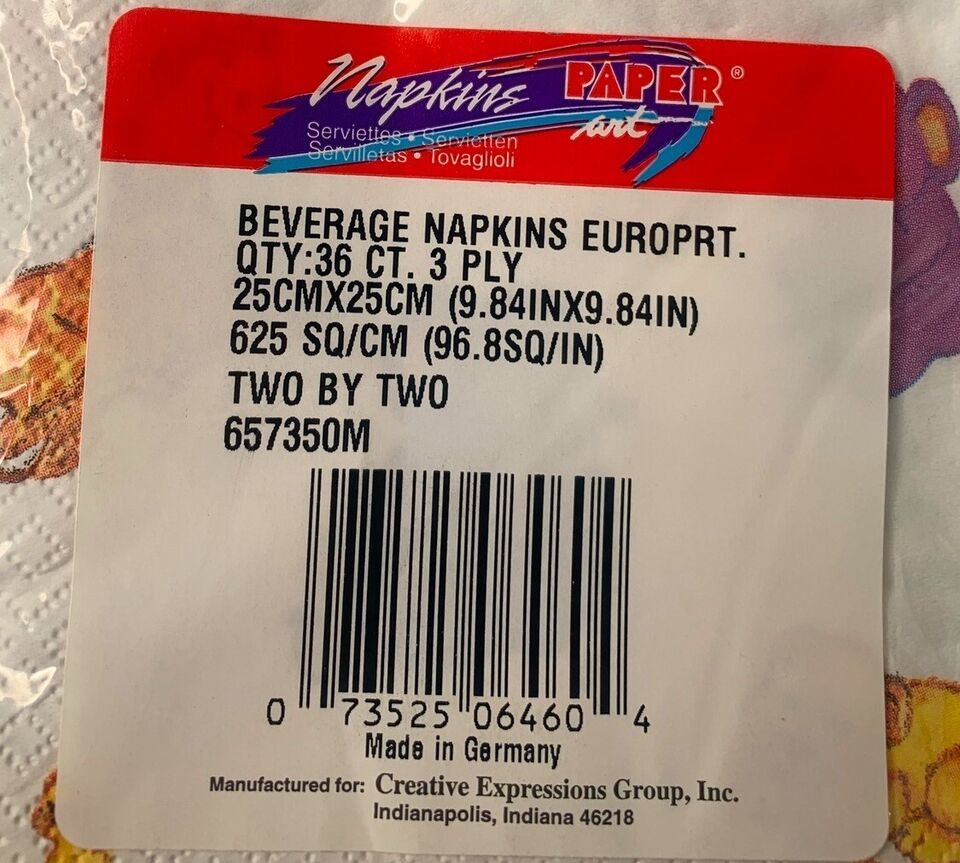 Napkins PAPER®
art
Serviettes • Servietten
Servilletas • Tovaglioli
BEVERAGE NAPKINS EUROPRT.
QTY:36 CT. 3 PLY
25CMX25CM (9.84INX9.84IN)
625 SQ/CM (96.8SQ/IN)
TWO BY TWO
657350M
0 73525 06460 4
Made in Germany
Manufactured for: Creative Expressions Group, Inc.
Indianapolis, Indiana 46218